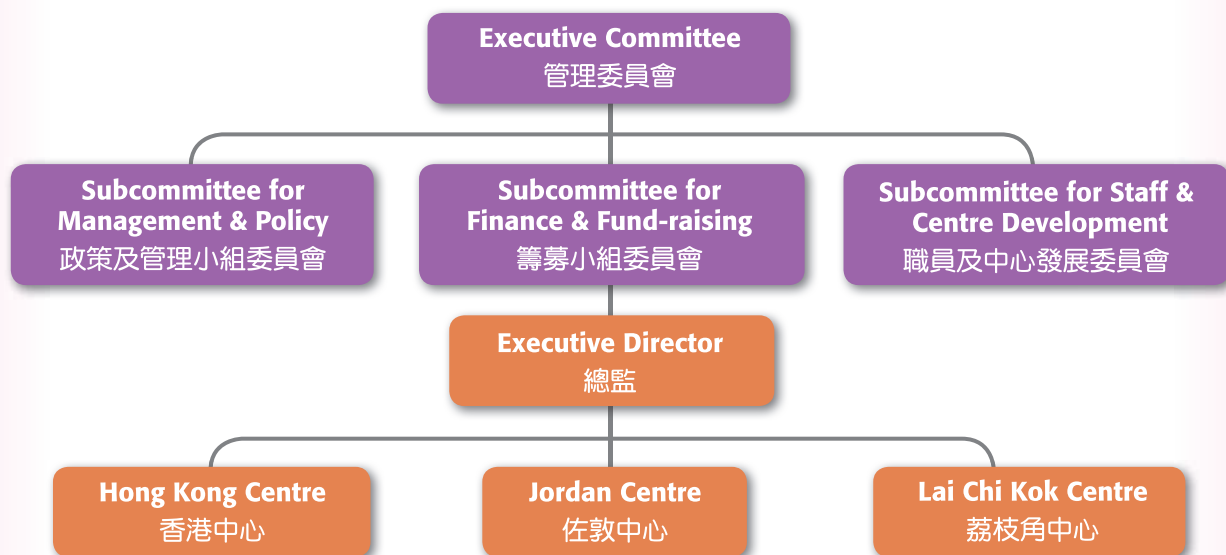 Executive Committee
管理委員會
Subcommittee for
Management & Policy
政策及管理小組委員會
Subcommittee for
Finance & Fund-raising
籌募小組委員會
Subcommittee for Staff &
Centre Development
職員及中心發展委員會
Executive Director
總監
Hong Kong Centre
香港中心
Jordan Centre
佐敦中心
Lai Chi Kok Centre
荔枝角中心